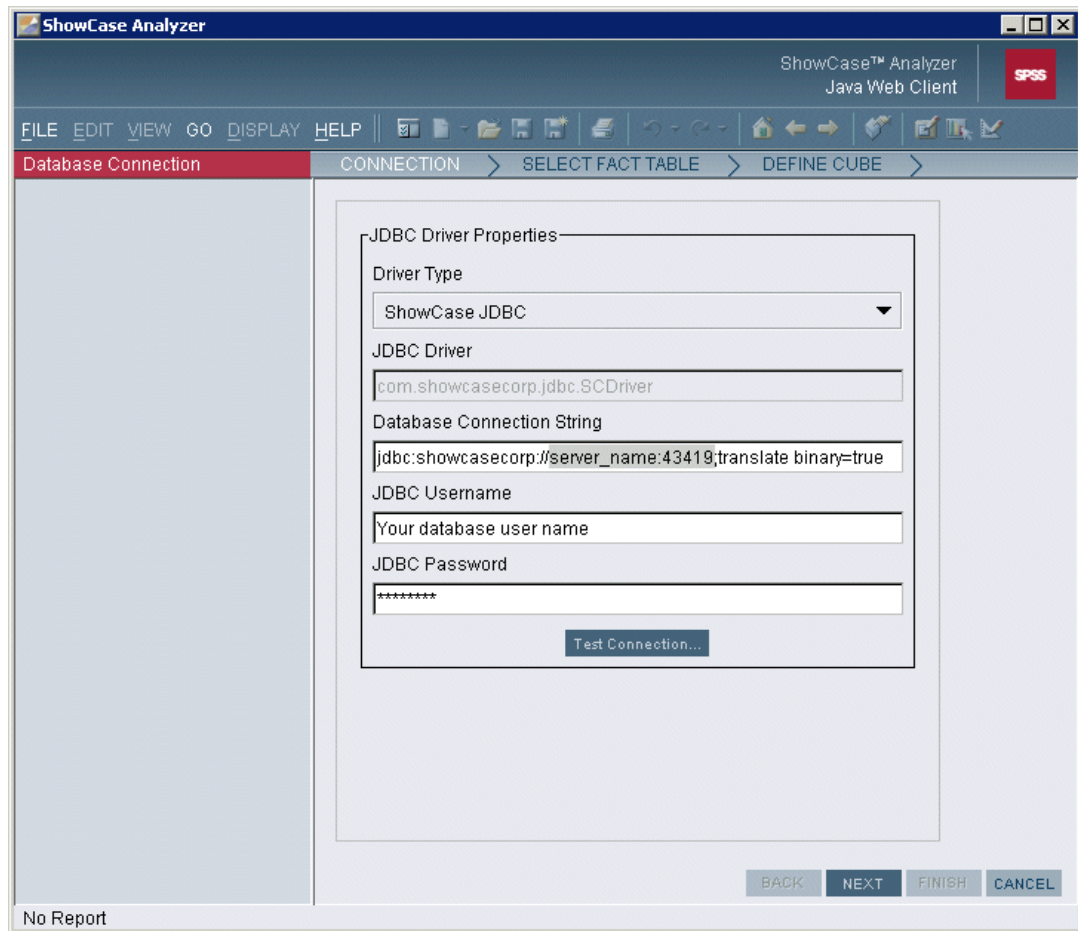 ShowCase Analyzer
ShowCase™ Analyzer
Java Web Client
SPSS
FILE EDIT VIEW GO DISPLAY HELP
Database Connection
CONNECTION SELECT FACT TABLE DEFINE CUBE
JDBC Driver Properties
Driver Type
ShowCase JDBC
JDBC Driver
com.showcasecorp.jdbc.SCDriver
Database Connection String
jdbc:showcasecorp://server_name:43419;translate binary=true
JDBC Username
Your database user name
JDBC Password
********
Test Connection...
BACK NEXT FINISH CANCEL
No Report